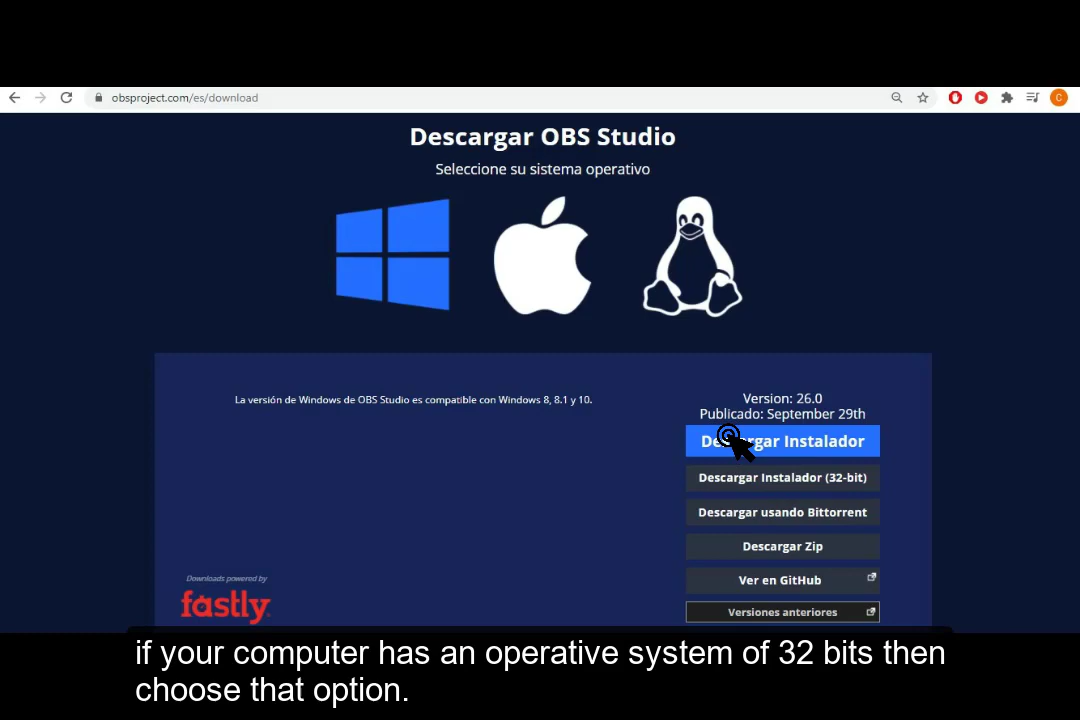 obsproject.com/es/download
C
Descargar OBS Studio
Seleccione su sistema operativo
La versión de Windows de OBS Studio es compatible con Windows 8, 8.1 y 10.
Version: 26.0
Publicado: September 29th
Descargar Instalador
Descargar Instalador (32-bit)
Descargar usando Bittorrent
Descargar Zip
Ver en GitHub
Versiones anteriores
Downloads powered by
fastly
if your computer has an operative system of 32 bits then
choose that option.